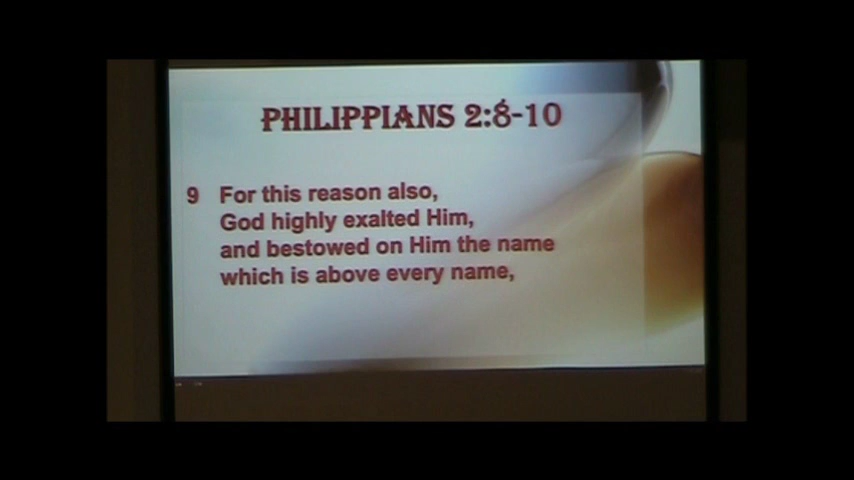 PHILIPPIANS 2:8-10
9 For this reason also,
God highly exalted Him,
and bestowed on Him the name
which is above every name,